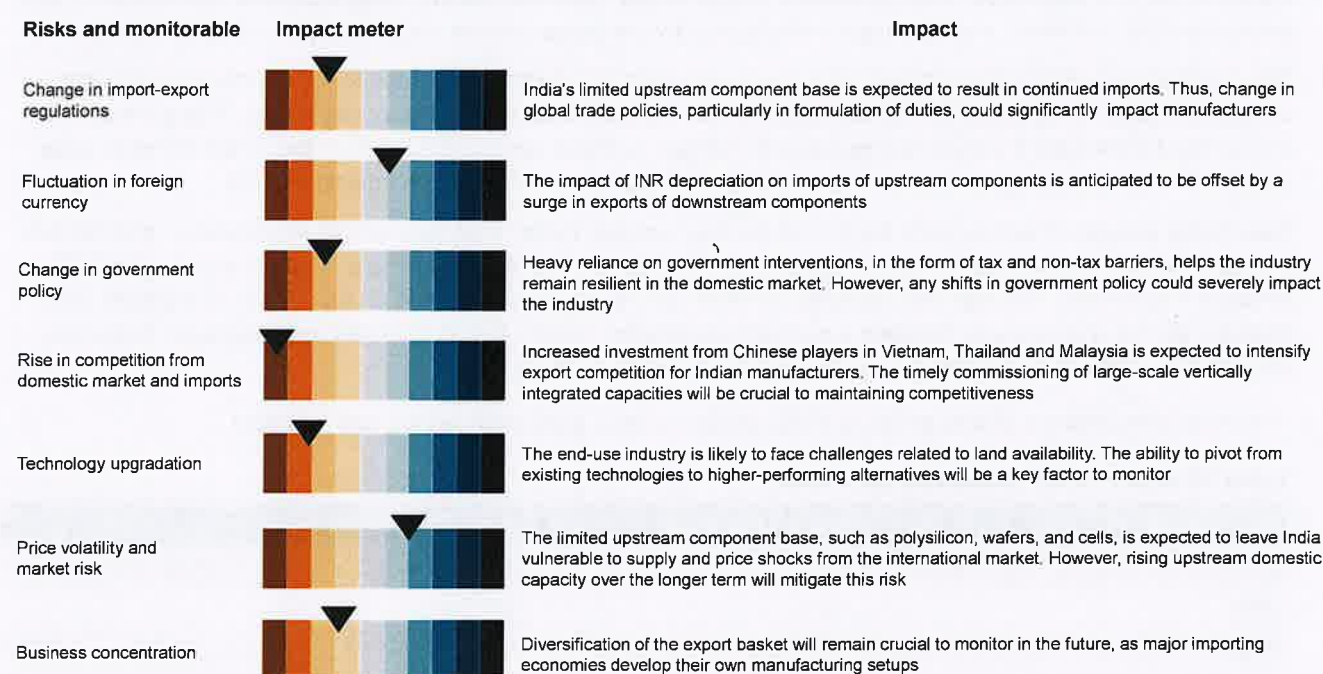 Risks and monitorable Impact meter Impact
Change in import-export
regulations
India's limited upstream component base is expected to result in continued imports. Thus, change in
global trade policies, particularly in formulation of duties, could significantly impact manufacturers
Fluctuation in foreign
currency
The impact of INR depreciation on imports of upstream components is anticipated to be offset by a
surge in exports of downstream components
Change in government
policy
Heavy reliance on government interventions, in the form of tax and non-tax barriers, helps the industry
remain resilient in the domestic market. However, any shifts in government policy could severely impact
the industry
Rise in competition from
domestic market and imports
Increased investment from Chinese players in Vietnam, Thailand and Malaysia is expected to intensify
export competition for Indian manufacturers. The timely commissioning of large-scale vertically
integrated capacities will be crucial to maintaining competitiveness
Technology upgradation
The end-use industry is likely to face challenges related to land availability. The ability to pivot from
existing technologies to higher-performing alternatives will be a key factor to monitor
Price volatility and
market risk
The limited upstream component base, such as polysilicon, wafers, and cells, is expected to leave India
vulnerable to supply and price shocks from the international market. However, rising upstream domestic
capacity over the longer term will mitigate this risk
Business concentration
Diversification of the export basket will remain crucial to monitor in the future, as major importing
economies develop their own manufacturing setups